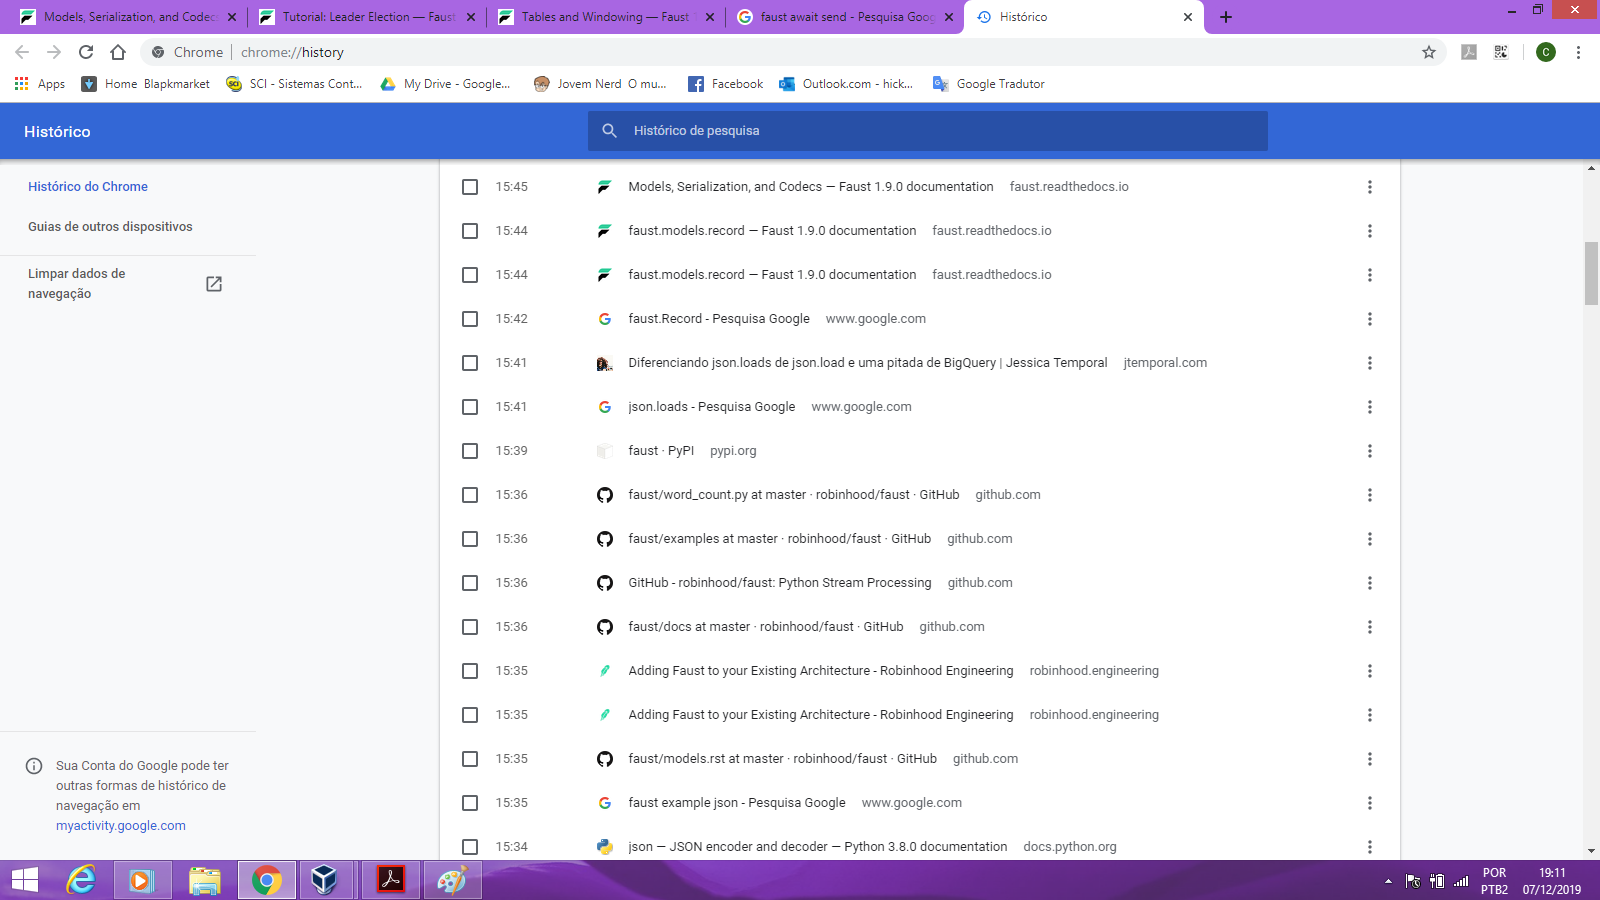 Models, Serialization, and Codecs
Tutorial: Leader Election — Faust
Tables and Windowing — Faust
faust await send - Pesquisa Goog
Histórico
Chrome
chrome://history
C
Apps
Home Blapkmarket
SCI - Sistemas Cont...
My Drive - Google...
Jovem Nerd O mu...
Facebook
Outlook.com - hick...
Google Tradutor
Histórico
Histórico de pesquisa
Histórico do Chrome
Guias de outros dispositivos
Limpar dados de
navegação
15:45 Models, Serialization, and Codecs — Faust 1.9.0 documentation faust.readthedocs.io
15:44 faust.models.record — Faust 1.9.0 documentation faust.readthedocs.io
15:44 faust.models.record — Faust 1.9.0 documentation faust.readthedocs.io
15:42 faust.Record - Pesquisa Google www.google.com
15:41 Diferenciando json.loads de json.load e uma pitada de BigQuery | Jessica Temporal jtemporal.com
15:41 json.loads - Pesquisa Google www.google.com
15:39 faust · PyPI pypi.org
15:36 faust/word_count.py at master · robinhood/faust · GitHub github.com
15:36 faust/examples at master · robinhood/faust · GitHub github.com
15:36 GitHub - robinhood/faust: Python Stream Processing github.com
15:36 faust/docs at master · robinhood/faust · GitHub github.com
15:35 Adding Faust to your Existing Architecture - Robinhood Engineering robinhood.engineering
15:35 Adding Faust to your Existing Architecture - Robinhood Engineering robinhood.engineering
15:35 faust/models.rst at master · robinhood/faust · GitHub github.com
15:35 faust example json - Pesquisa Google www.google.com
15:34 json — JSON encoder and decoder — Python 3.8.0 documentation docs.python.org
Sua Conta do Google pode ter
outras formas de histórico de
navegação em
myactivity.google.com
POR
PTB2
19:11
07/12/2019